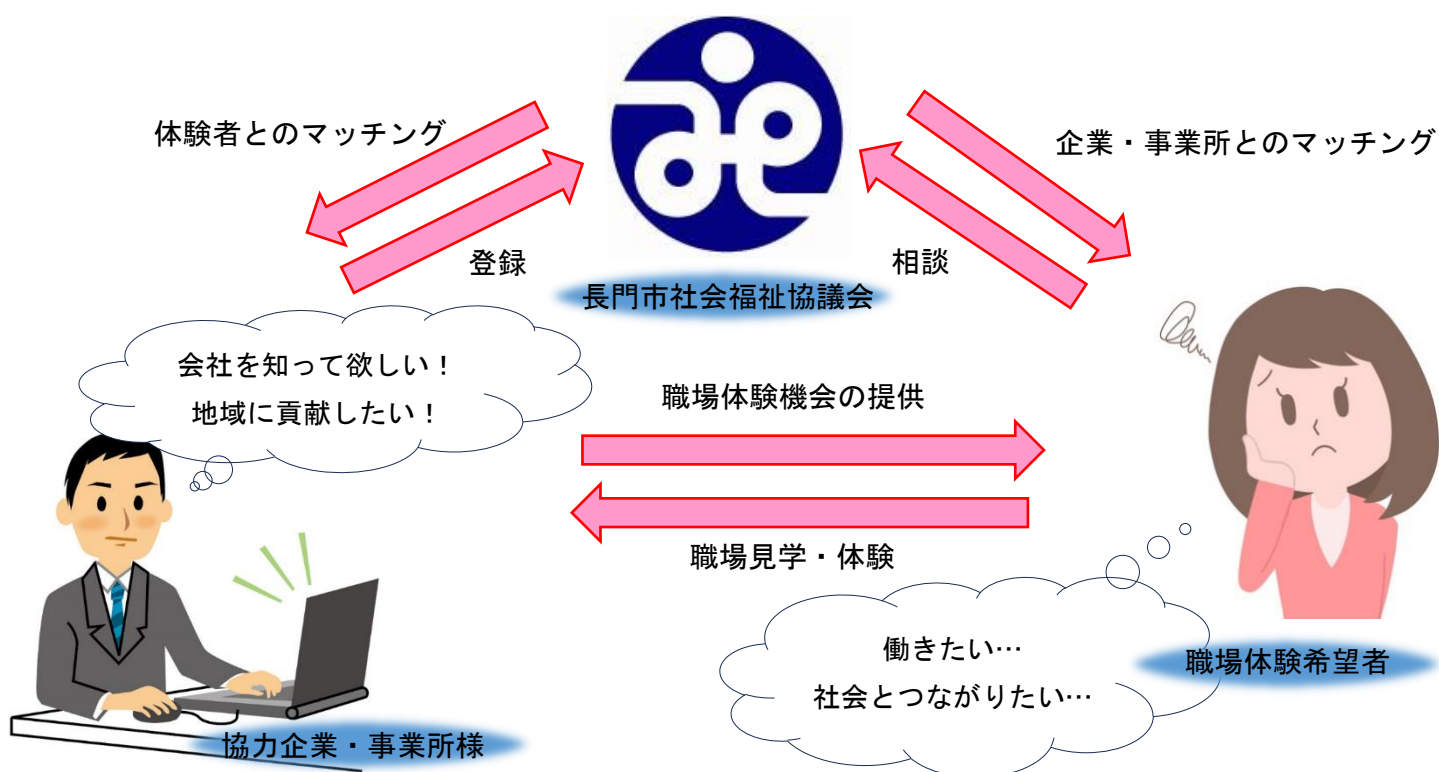 体験者とのマッチング
企業・事業所とのマッチング
登録
相談
長門市社会福祉協議会
会社を知って欲しい！
地域に貢献したい！
職場体験機会の提供
職場見学・体験
働きたい…
社会とつながりたい…
職場体験希望者
協力企業・事業所様